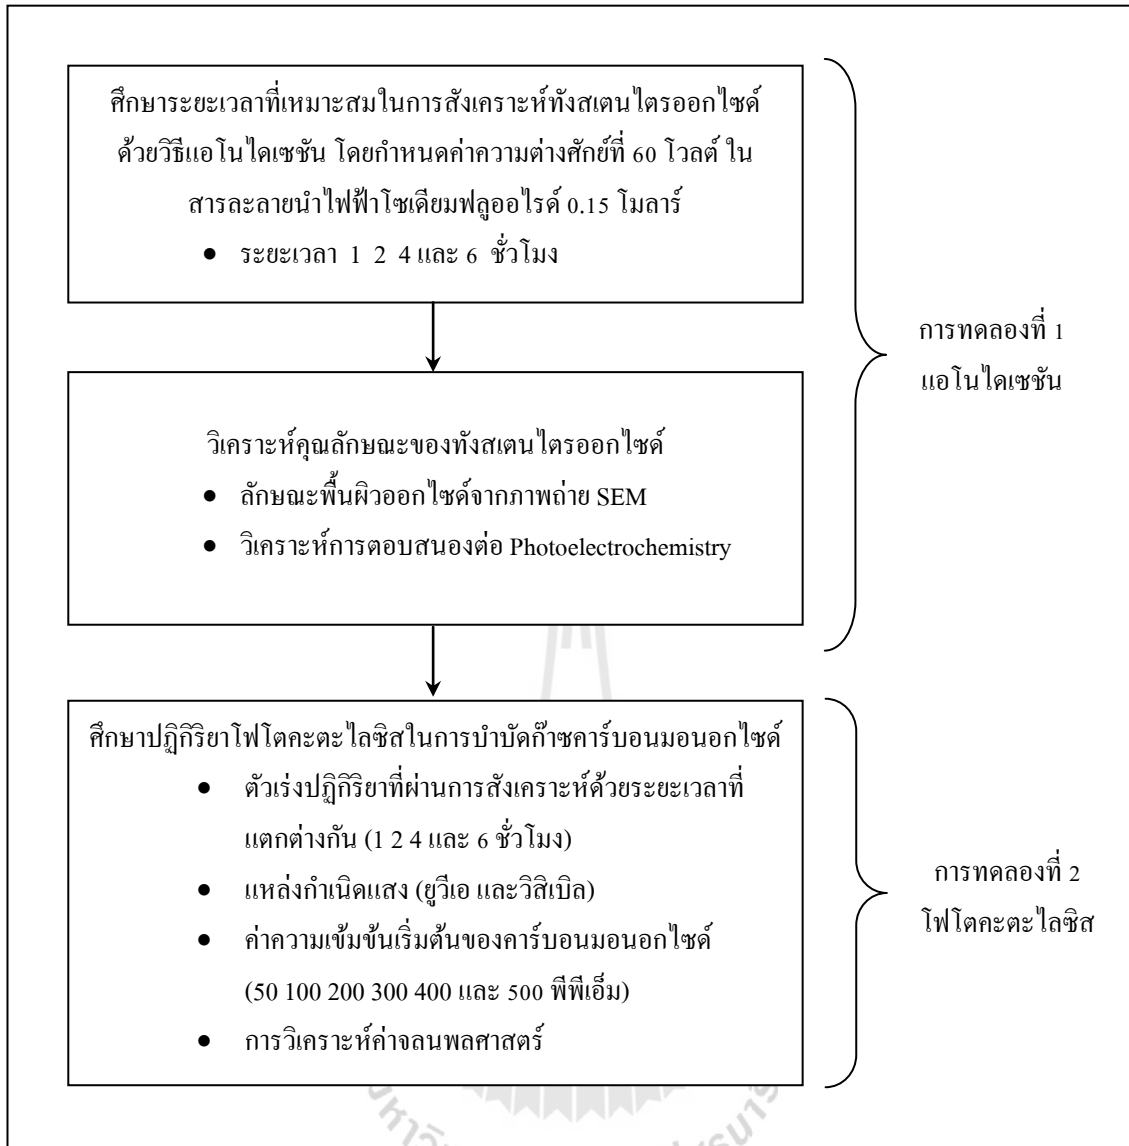 ศึกษาระยะเวลาที่เหมาะสมในการสังเคราะห์ทังสเตนไตรออกไซด์
ด้วยวิธีแอโนไดเซชัน โดยกำหนดค่าความต่างศักย์ที่ 60 โวลต์ ใน
สารละลายนำไฟฟ้าโซเดียมฟลูออไรด์ 0.15 โมลาร์
● ระยะเวลา 1 2 4 และ 6 ชั่วโมง
การทดลองที่ 1
แอโนไดเซชัน
วิเคราะห์คุณลักษณะของทังสเตนไตรออกไซด์
● ลักษณะพื้นผิวออกไซด์จากภาพถ่าย SEM
● วิเคราะห์การตอบสนองต่อ Photoelectrochemistry
ศึกษาปฏิกิริยาโฟโตคะตะไลซิสในการบำบัดก๊าซคาร์บอนมอนอกไซด์
● ตัวเร่งปฏิกิริยาที่ผ่านการสังเคราะห์ด้วยระยะเวลาที่
แตกต่างกัน (1 2 4 และ 6 ชั่วโมง)
● แหล่งกำเนิดแสง (ยูวีเอ และวิสิเบิล)
● ค่าความเข้มข้นเริ่มต้นของคาร์บอนมอนอกไซด์
(50 100 200 300 400 และ 500 พีพีเอ็ม)
● การวิเคราะห์ค่าจลนพลศาสตร์
การทดลองที่ 2
โฟโตคะตะไลซิส